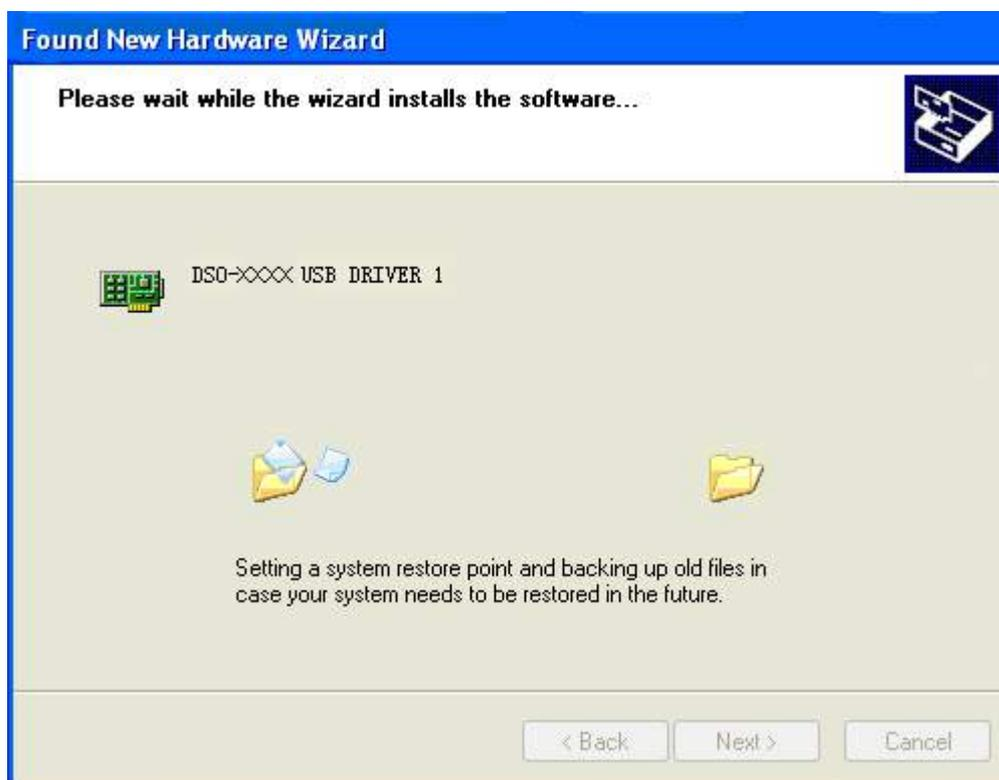 Found New Hardware Wizard
Please wait while the wizard installs the software...
DSO-XXXX USB DRIVER 1
Setting a system restore point and backing up old files in
case your system needs to be restored in the future.
< Back
Next >
Cancel